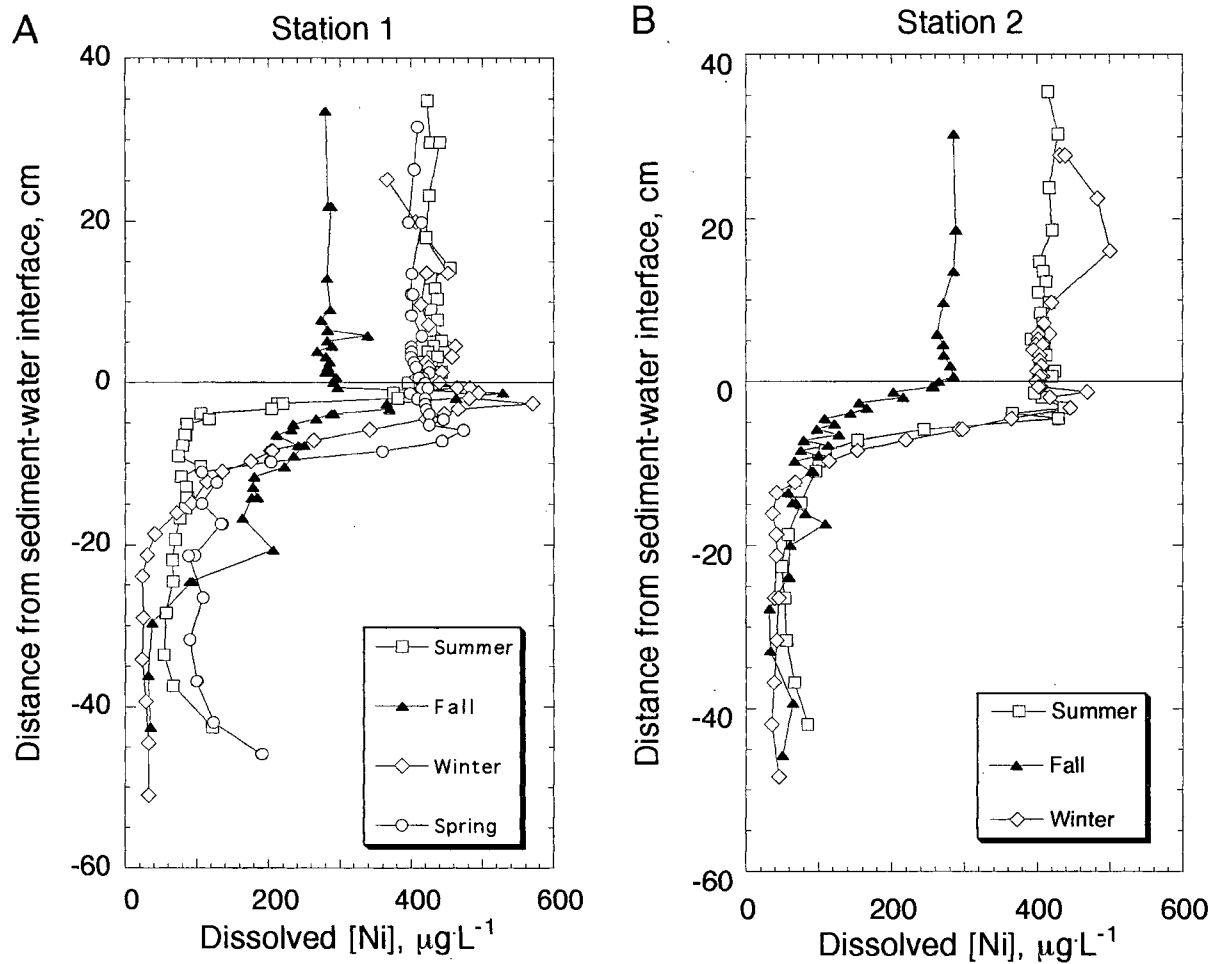 A
Station 1
40
20
0
-20
-40
-60
Distance from sediment-water interface, cm
Summer
Fall
Winter
Spring
0
200
400
600
Dissolved [Ni], µg·L⁻¹
B
Station 2
40
20
0
-20
-40
-60
Distance from sediment-water interface, cm
Summer
Fall
Winter
0
200
400
600
Dissolved [Ni], µg·L⁻¹